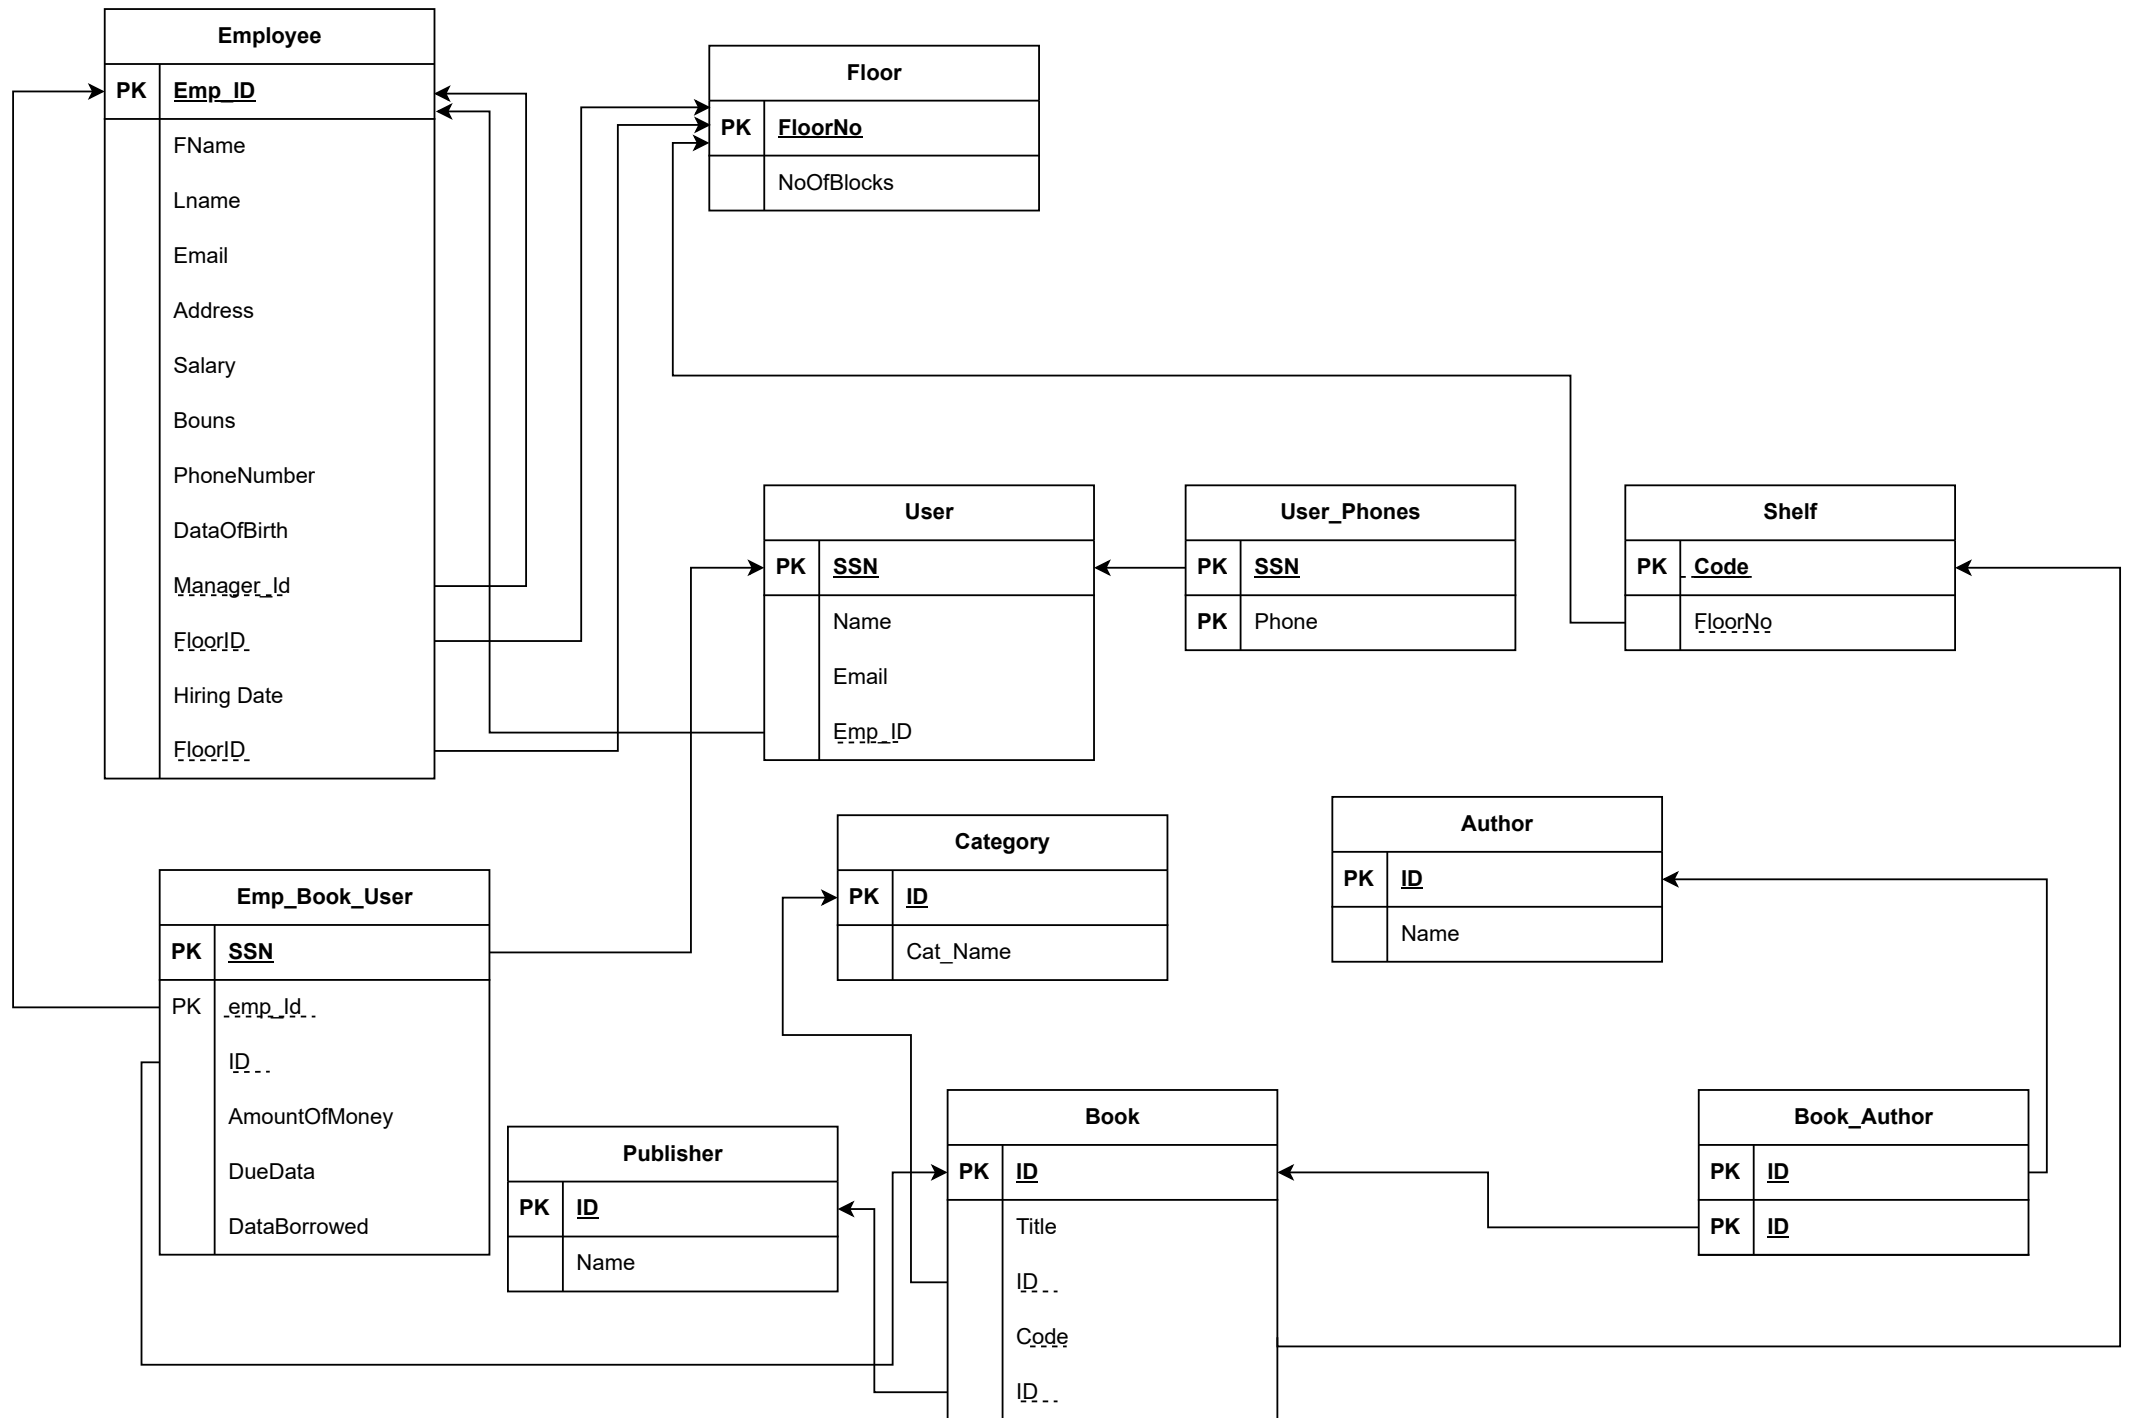 Employee
PK Emp_ID
FName
Lname
Email
Address
Salary
Bouns
PhoneNumber
DataOfBirth
Manager_Id
FloorID
Hiring Date
FloorID
Floor
PK FloorNo
NoOfBlocks
User
PK SSN
Name
Email
Emp_ID
User_Phones
PK SSN
PK Phone
Shelf
PK Code
FloorNo
Category
PK ID
Cat_Name
Author
PK ID
Name
Emp_Book_User
PK SSN
PK emp_Id
ID
AmountOfMoney
DueData
DataBorrowed
Publisher
PK ID
Name
Book
PK ID
Title
ID
Code
ID
Book_Author
PK ID
PK ID